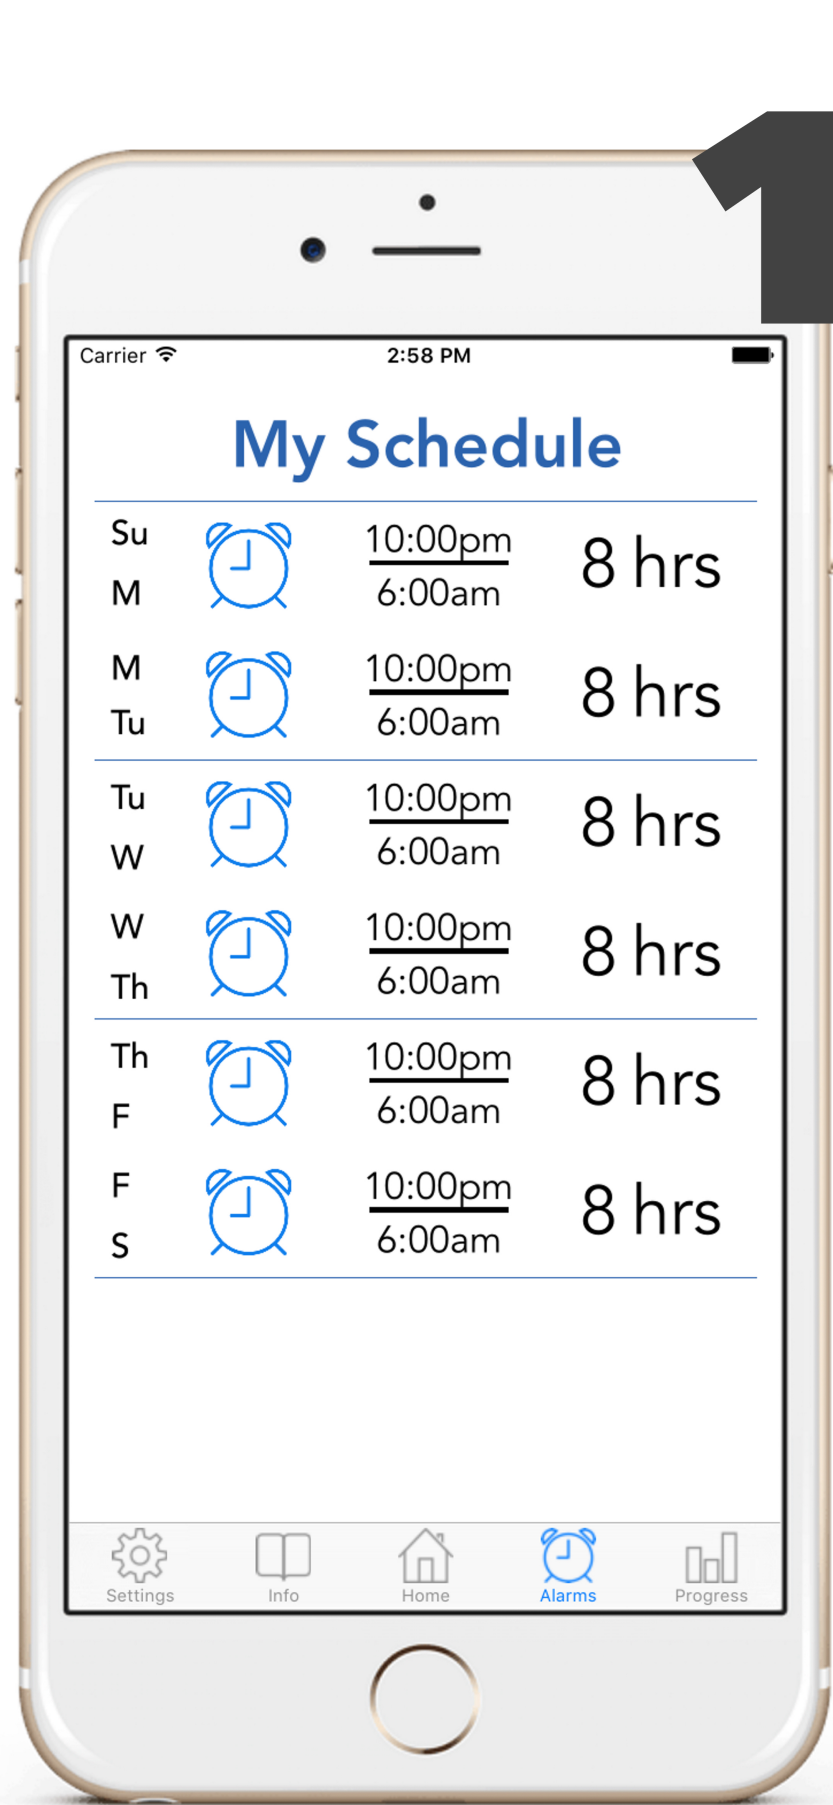 1
Carrier 2:58 PM
My Schedule
Su 10:00pm 8 hrs
M 6:00am
M 10:00pm 8 hrs
Tu 6:00am
Tu 10:00pm 8 hrs
W 6:00am
W 10:00pm 8 hrs
Th 6:00am
Th 10:00pm 8 hrs
F 6:00am
F 10:00pm 8 hrs
S 6:00am
Settings Info Home Alarms Progress